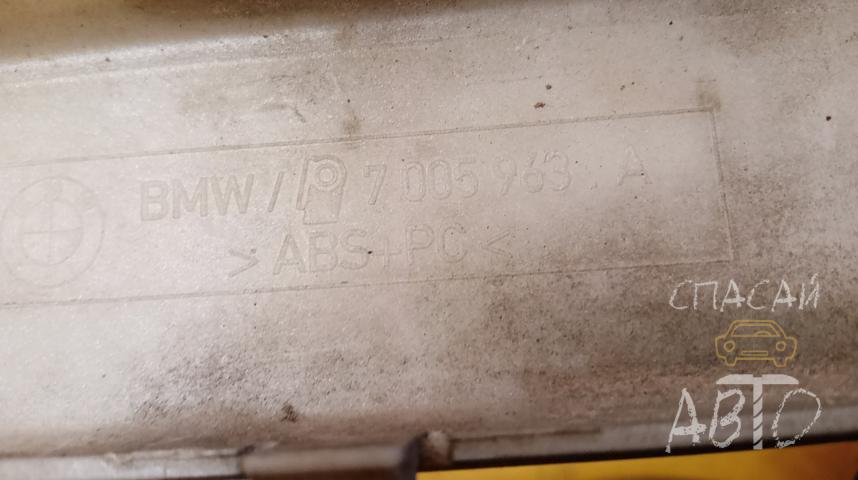 BMW / P 7 005 963 . A
> ABS+PC <
СПАСАЙ
АВТО